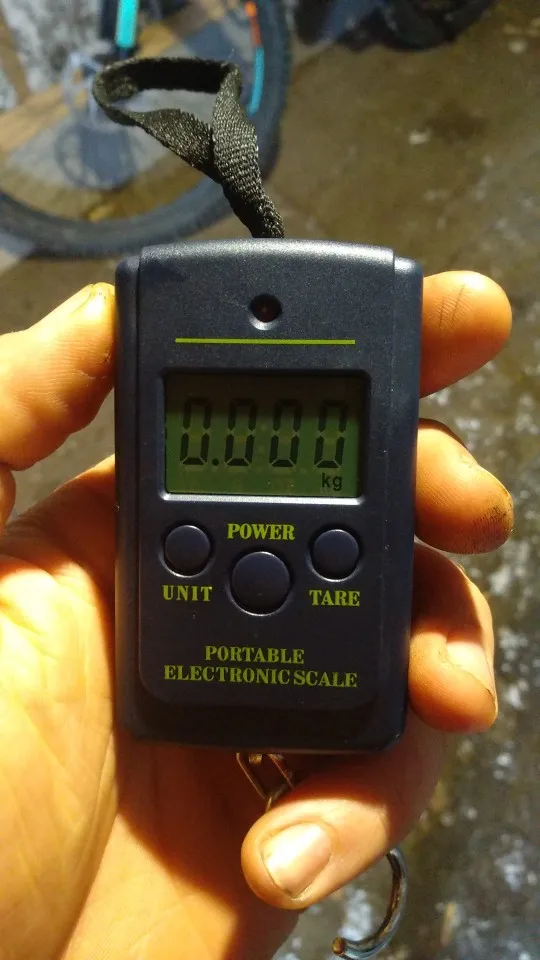 0.000
kg
POWER
UNIT
TARE
PORTABLE
ELECTRONIC SCALE